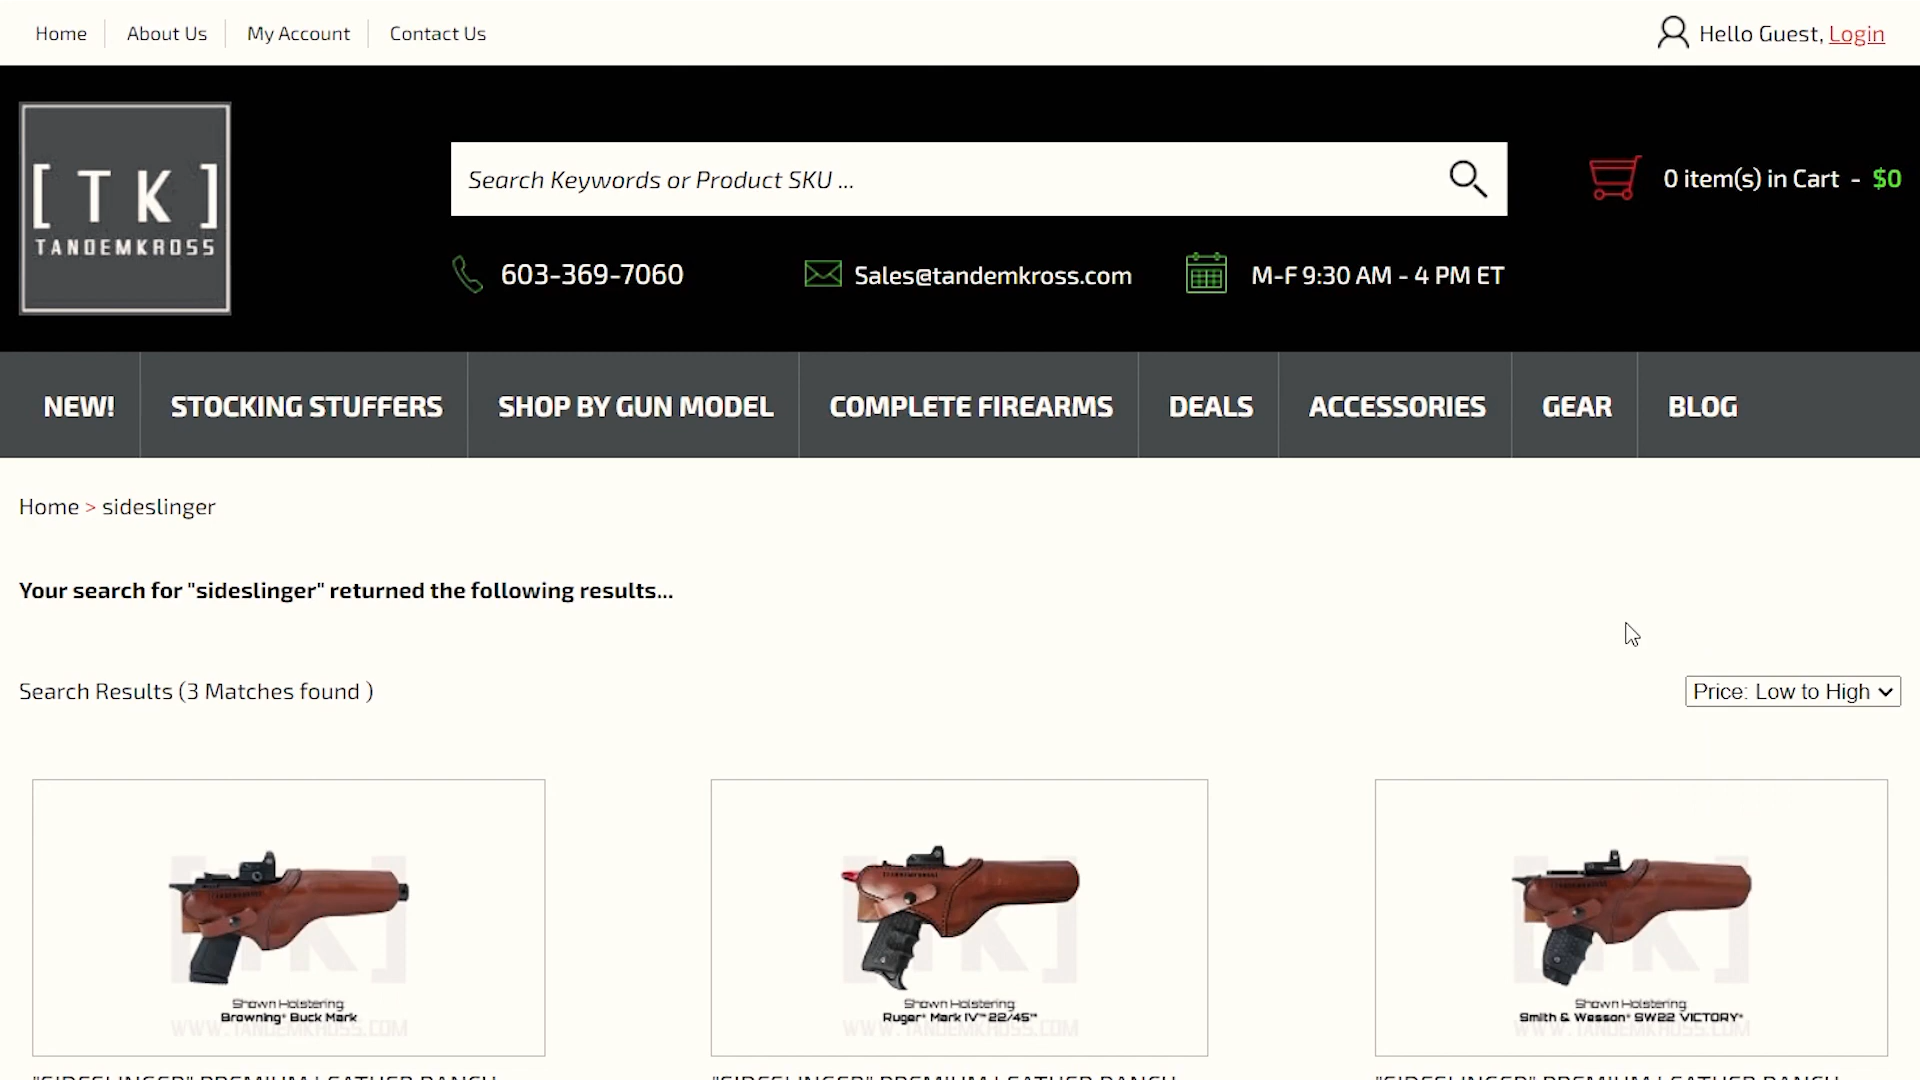 Home
About Us
My Account
Contact Us
Hello Guest, Login
[ T K ]
TANDEMKROSS
Search Keywords or Product SKU ...
0 item(s) in Cart - $0
603-369-7060
Sales@tandemkross.com
M-F 9:30 AM - 4 PM ET
NEW!
STOCKING STUFFERS
SHOP BY GUN MODEL
COMPLETE FIREARMS
DEALS
ACCESSORIES
GEAR
BLOG
Home > sideslinger
Your search for "sideslinger" returned the following results...
Search Results (3 Matches found )
Price: Low to High
Shown Holstering:
Browning® Buck Mark
WWW.TANDEMKROSS.COM
Shown Holstering:
Ruger® Mark IV™ 22/45™
WWW.TANDEMKROSS.COM
Shown Holstering:
Smith & Wesson® SW22 VICTORY®
WWW.TANDEMKROSS.COM
"SIDESLINGER" PREMIUM LEATHER RANCH
"SIDESLINGER" PREMIUM LEATHER RANCH
"SIDESLINGER" PREMIUM LEATHER RANCH